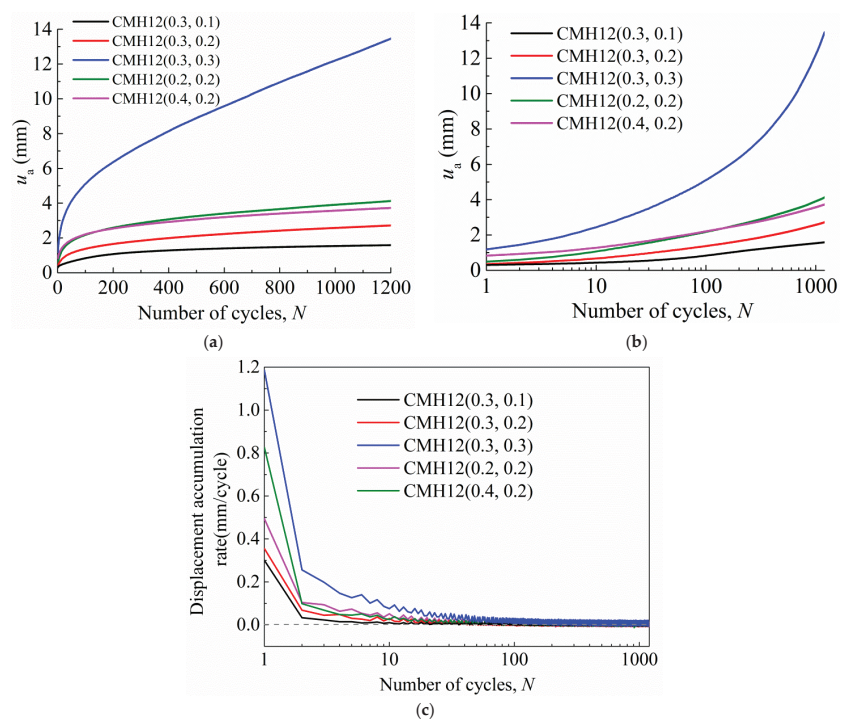 14
12
10
8
6
4
2
0
u_a (mm)
CMH12(0.3, 0.1)
CMH12(0.3, 0.2)
CMH12(0.3, 0.3)
CMH12(0.2, 0.2)
CMH12(0.4, 0.2)
0 200 400 600 800 1000 1200
Number of cycles, N
(a)
14
12
10
8
6
4
2
0
u_a (mm)
CMH12(0.3, 0.1)
CMH12(0.3, 0.2)
CMH12(0.3, 0.3)
CMH12(0.2, 0.2)
CMH12(0.4, 0.2)
1 10 100 1000
Number of cycles, N
(b)
1.2
1.0
0.8
0.6
0.4
0.2
0.0
Displacement accumulation
rate(mm/cycle)
CMH12(0.3, 0.1)
CMH12(0.3, 0.2)
CMH12(0.3, 0.3)
CMH12(0.2, 0.2)
CMH12(0.4, 0.2)
1 10 100 1000
Number of cycles, N
(c)